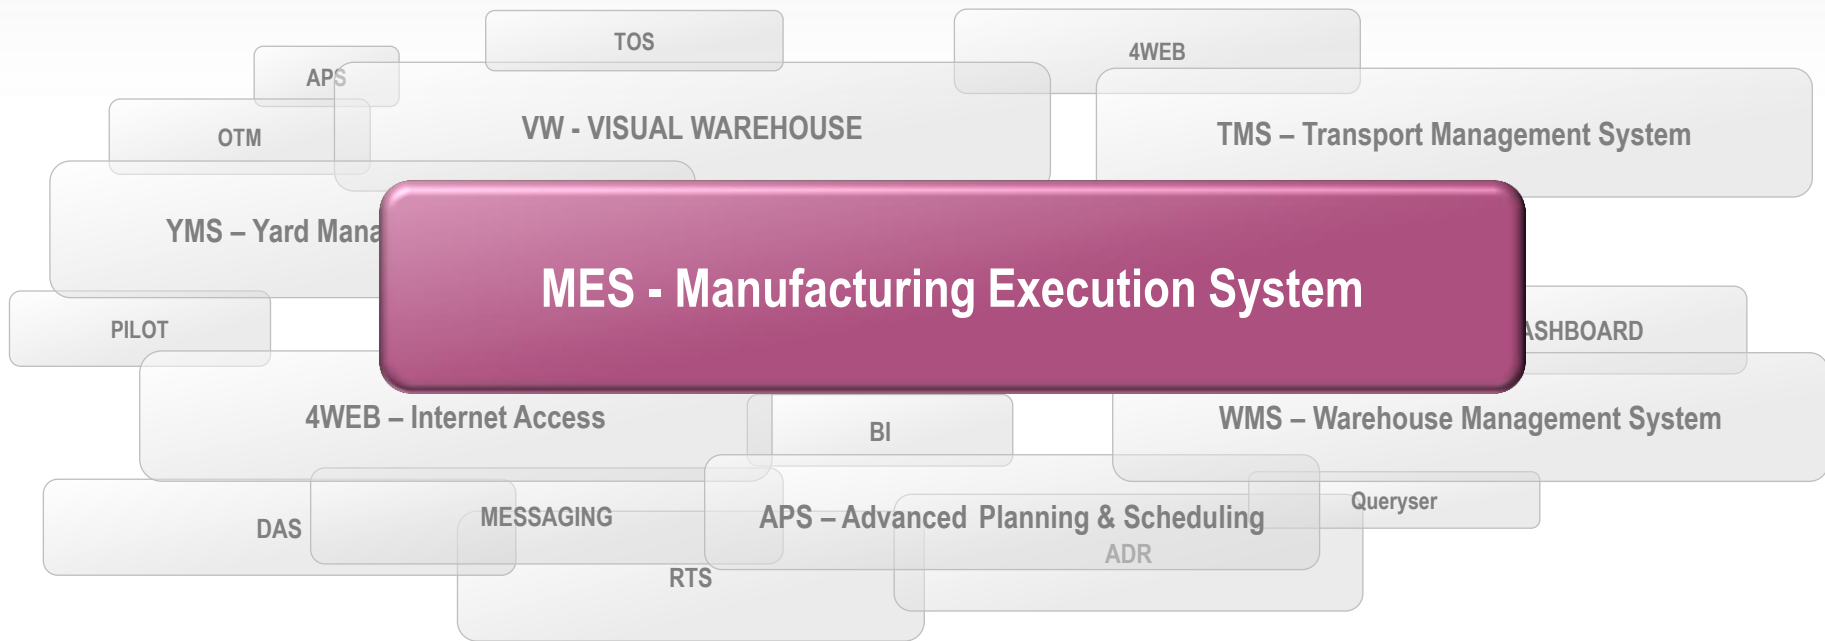 TOS
4WEB
APS
VW - VISUAL WAREHOUSE
TMS – Transport Management System
OTM
YMS – Yard Mana
MES - Manufacturing Execution System
PILOT
ASHBOARD
4WEB – Internet Access
BI
WMS – Warehouse Management System
Queryser
DAS
MESSAGING
APS – Advanced Planning & Scheduling
ADR
RTS